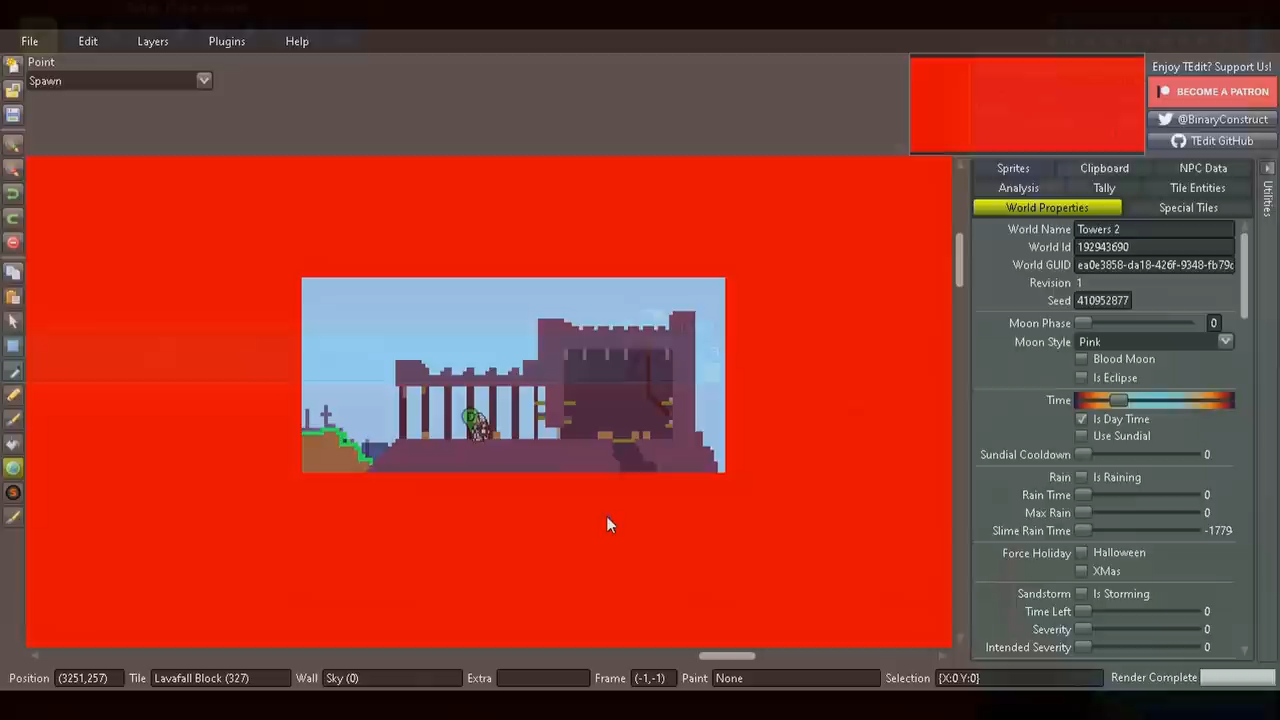 File Edit Layers Plugins Help
Point
Spawn
Enjoy TEdit? Support Us!
BECOME A PATRON
@BinaryConstruct
TEdit GitHub
Sprites Clipboard NPC Data
Analysis Tally Tile Entities
World Properties Special Tiles
Utilities
World Name Towers 2
World Id 192943690
World GUID ea0e3858-da18-426f-9348-fb79c
Revision 1
Seed 410952877
Moon Phase 0
Moon Style Pink
Blood Moon
Is Eclipse
Time
Is Day Time
Use Sundial
Sundial Cooldown 0
Rain Is Raining
Rain Time 0
Max Rain 0
Slime Rain Time -1779
Force Holiday Halloween
XMas
Sandstorm Is Storming
Time Left 0
Severity 0
Intended Severity 0
D
Position (3251,257) Tile Lavafall Block (327) Wall Sky (0) Extra Frame (-1,-1) Paint None Selection {X:0 Y:0} Render Complete